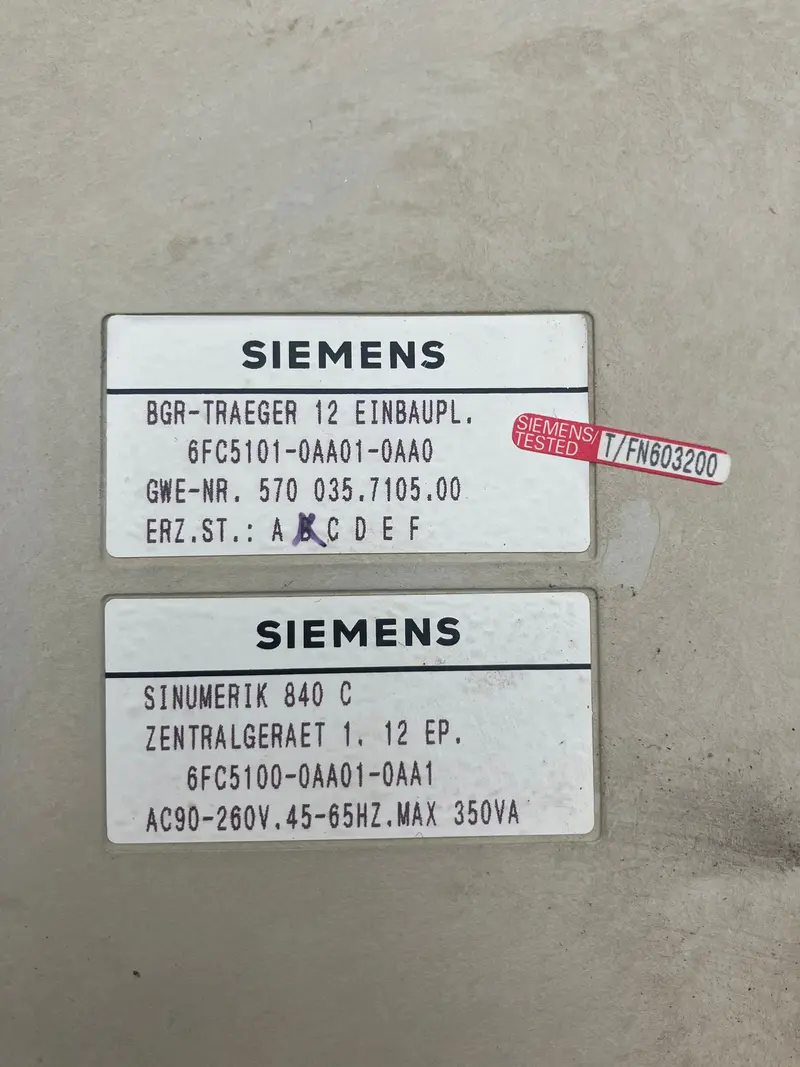 SIEMENS
BGR-TRAEGER 12 EINBAUPL.
6FC5101-0AA01-0AA0
GWE-NR. 570 035.7105.00
ERZ.ST.: A B C D E F
SIEMENS/
TESTED
T/FN603200
SIEMENS
SINUMERIK 840 C
ZENTRALGERAET 1. 12 EP.
6FC5100-0AA01-0AA1
AC90-260V.45-65HZ.MAX 350VA